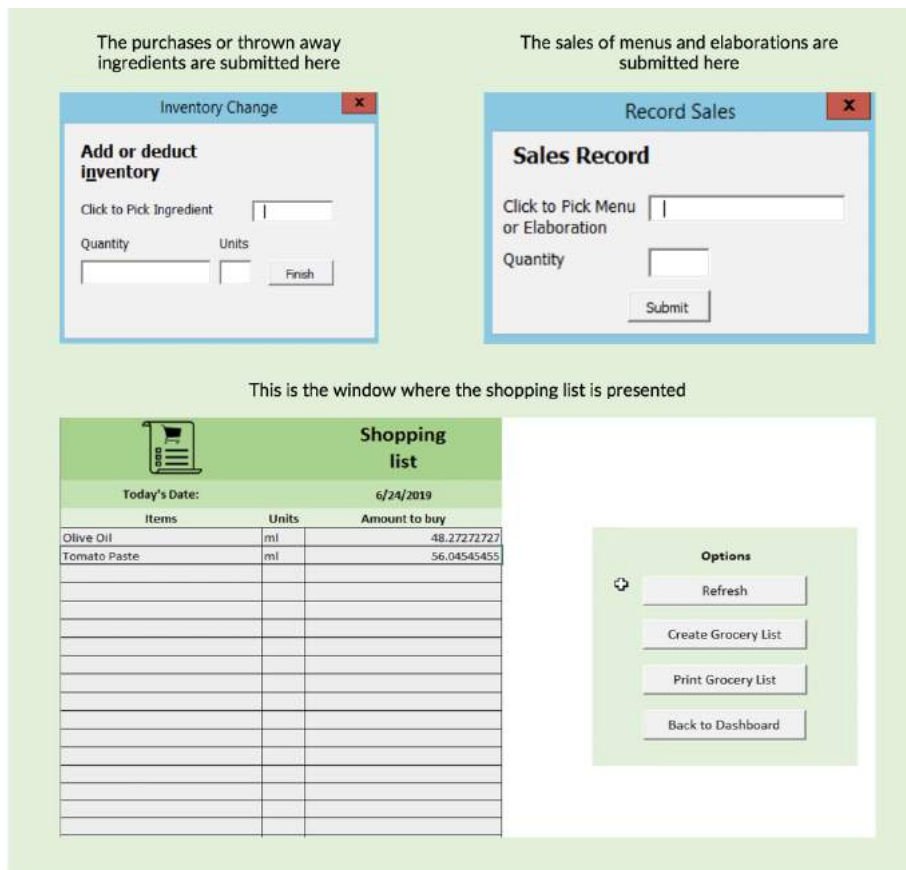 The purchases or thrown away
ingredients are submitted here
The sales of menus and elaborations are
submitted here
Inventory Change
x
Add or deduct
inventory
Click to Pick Ingredient
Quantity
Units
Finish
Record Sales
x
Sales Record
Click to Pick Menu
or Elaboration
Quantity
Submit
This is the window where the shopping list is presented
Shopping
list
Today's Date: 6/24/2019
Items Units Amount to buy
Olive Oil ml 48.27272727
Tomato Paste ml 56.04545455
Options
Refresh
Create Grocery List
Print Grocery List
Back to Dashboard